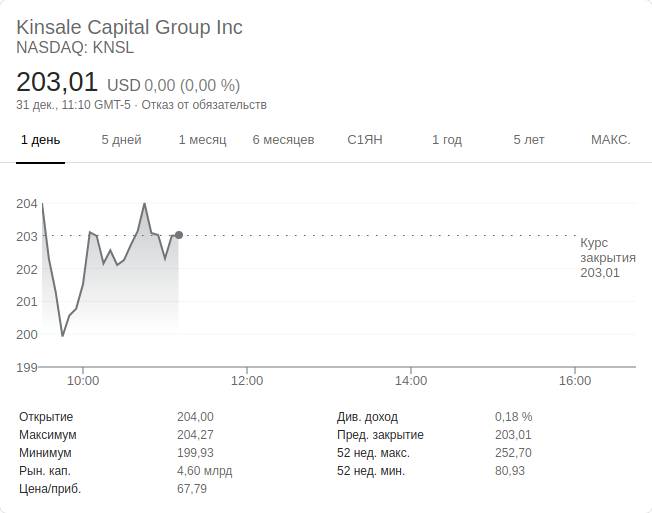 Kinsale Capital Group Inc
NASDAQ: KNSL
203,01 USD 0,00 (0,00 %)
31 дек., 11:10 GMT-5 · Отказ от обязательств
1 день 5 дней 1 месяц 6 месяцев С1ЯН 1 год 5 лет МАКС.
204
203
202
201
200
199
Курс
закрытия
203,01
10:00 12:00 14:00 16:00
Открытие 204,00 Див. доход 0,18 %
Максимум 204,27 Пред. закрытие 203,01
Минимум 199,93 52 нед. макс. 252,70
Рын. кап. 4,60 млрд 52 нед. мин. 80,93
Цена/приб. 67,79